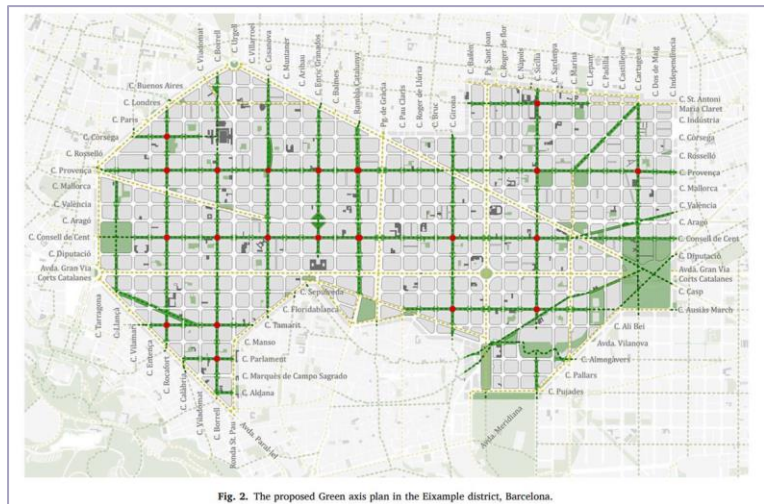 C. Viladomat
C. Borrell
C. Urgell
C. Villarroel
C. Casanova
C. Muntaner
C. Aribau
C. Enric Granados
C. Balmes
Rambla Catalunya
Pg. de Gràcia
C. Pau Claris
C. Roger de Llúria
C. Bruc
C. Girona
C. Bailèn
Pg. Sant Joan
C. Roger de flor
C. Nàpols
C. Sicília
C. Sardenya
C. Marina
C. Lepant
C. Padilla
C. Castillejos
C. Cartagena
C. Dos de Maig
C. Independència
C. Buenos Aires
C. Londres
C. París
C. Còrsega
C. Rosselló
C. Provença
C. Mallorca
C. València
C. Aragó
C. Consell de Cent
C. Diputació
Avda. Gran Via
Corts Catalanes
C. St. Antoni
Maria Claret
C. Indústria
C. Còrsega
C. Rosselló
C. Provença
C. Mallorca
C. València
C. Aragó
C. Consell de Cent
C. Diputació
Avda. Gran Via
Corts Catalanes
C. Casp
C. Ausiàs March
C. Sepúlveda
C. Floridablanca
C. Tamarit
C. Manso
C. Parlament
C. Marquès de Campo Sagrado
C. Aldana
C. Tarragona
C. Llançà
C. Vilamarí
C. Entença
C. Rocafort
C. Calàbria
C. Viladomat
C. Borrell
Ronda St. Pau
Avda. Paral·lel
C. Ali Bei
Avda. Vilanova
C. Almogàvers
C. Pallars
C. Pujades
Avda. Meridiana
Fig. 2. The proposed Green axis plan in the Eixample district, Barcelona.